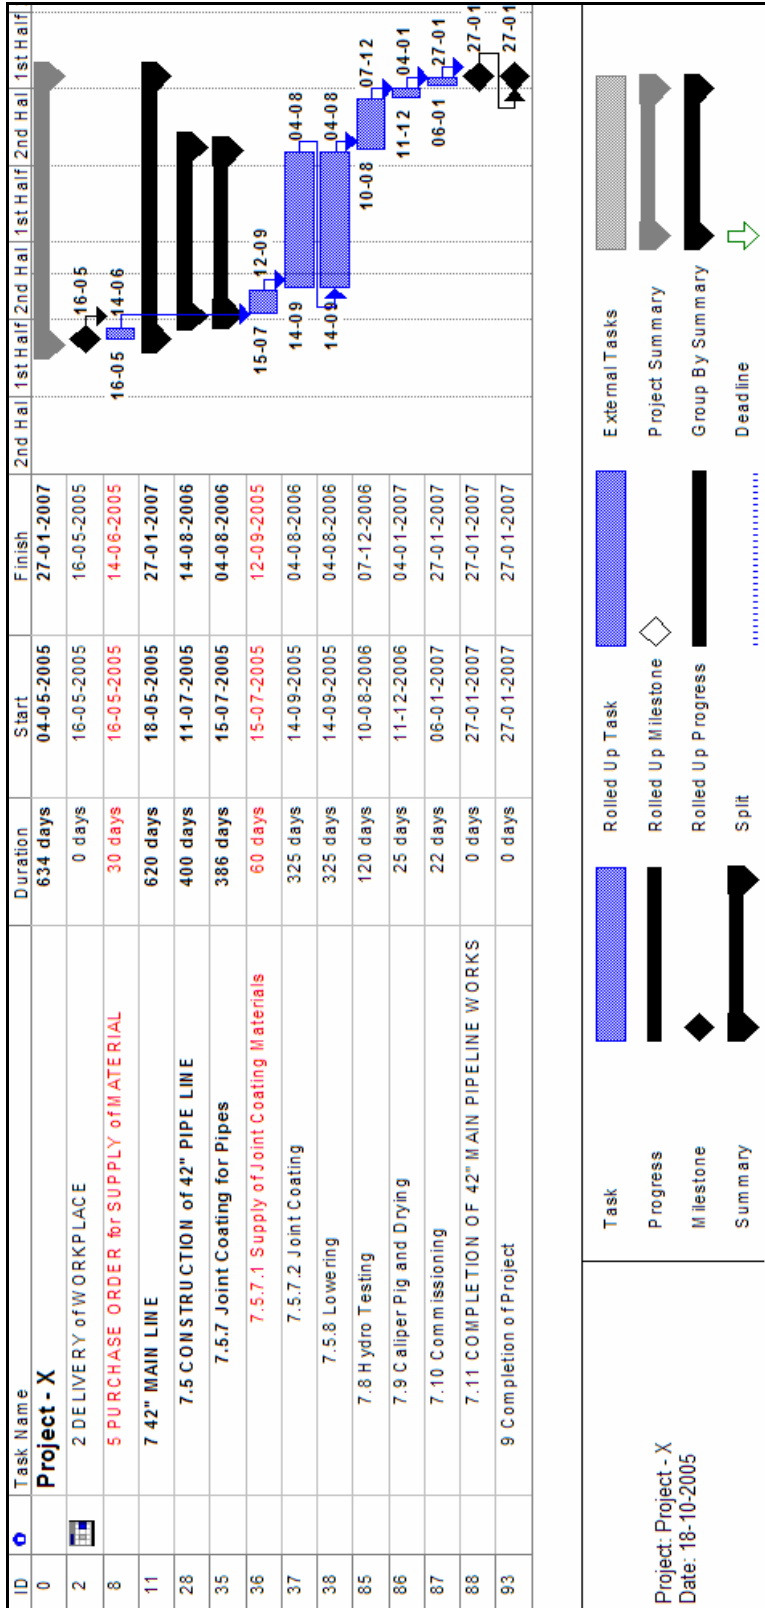 ID Task Name Duration Start Finish 2nd Hal 1st Half 2nd Hal 1st Half 2nd Hal 1st Half
0 Project - X 634 days 04-05-2005 27-01-2007
2 2 DELIVERY of WORKPLACE 0 days 16-05-2005 16-05-2005 16-05
8 5 PURCHASE ORDER for SUPPLY of MATERIAL 30 days 16-05-2005 14-06-2005 16-05 14-06
11 7 42" MAIN LINE 620 days 18-05-2005 27-01-2007
28 7.5 CONSTRUCTION of 42" PIPE LINE 400 days 11-07-2005 14-08-2006
35 7.5.7 Joint Coating for Pipes 386 days 15-07-2005 04-08-2006
36 7.5.7.1 Supply of Joint Coating Materials 60 days 15-07-2005 12-09-2005 15-07 12-09
37 7.5.7.2 Joint Coating 325 days 14-09-2005 04-08-2006 14-09 04-08
38 7.5.8 Lowering 325 days 14-09-2005 04-08-2006 14-09 04-08
85 7.8 Hydro Testing 120 days 10-08-2006 07-12-2006 10-08 07-12
86 7.9 Caliper Pig and Drying 25 days 11-12-2006 04-01-2007 11-12 04-01
87 7.10 Commissioning 22 days 06-01-2007 27-01-2007 06-01 27-01
88 7.11 COMPLETION OF 42" MAIN PIPELINE WORKS 0 days 27-01-2007 27-01-2007 27-01
93 9 Completion of Project 0 days 27-01-2007 27-01-2007 27-01
Project: Project - X
Date: 18-10-2005
Task Rolled Up Task External Tasks
Progress Rolled Up Milestone Project Summary
Milestone Rolled Up Progress Group By Summary
Summary Split Deadline